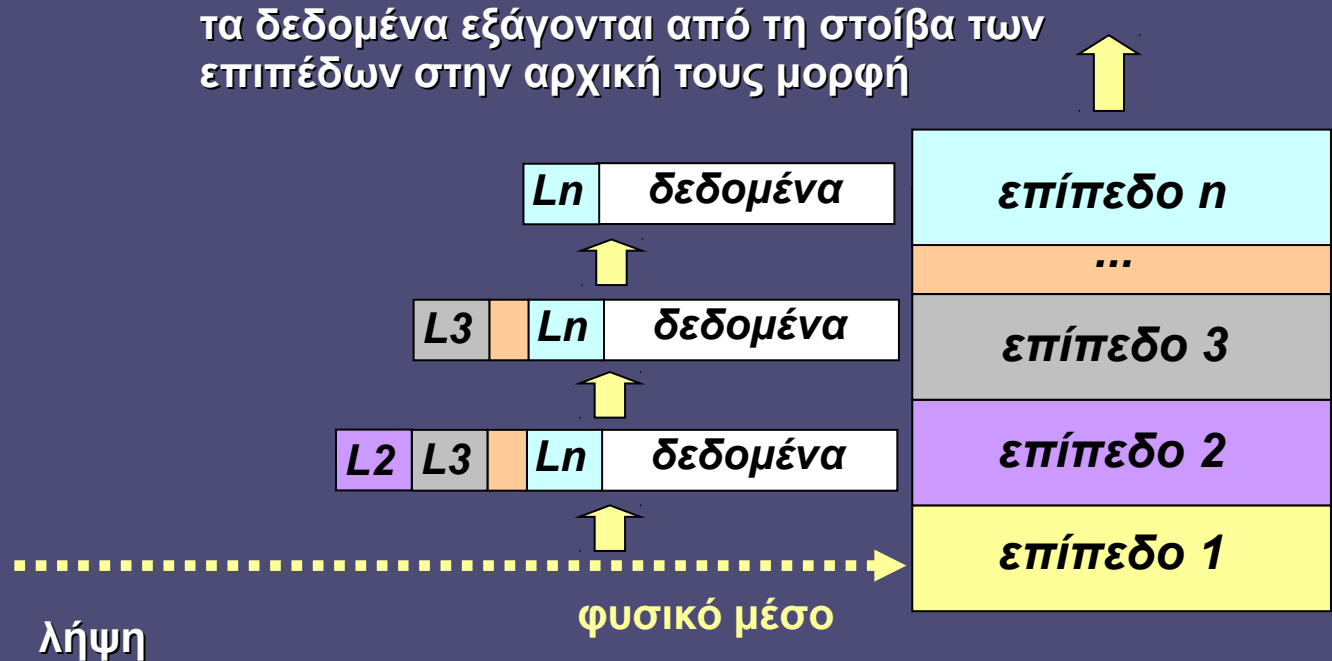 τα δεδομένα εξάγονται από τη στοίβα των
επιπέδων στην αρχική τους μορφή
Ln δεδομένα επίπεδο n
...
L3 Ln δεδομένα επίπεδο 3
L2 L3 Ln δεδομένα επίπεδο 2
επίπεδο 1
φυσικό μέσο
λήψη